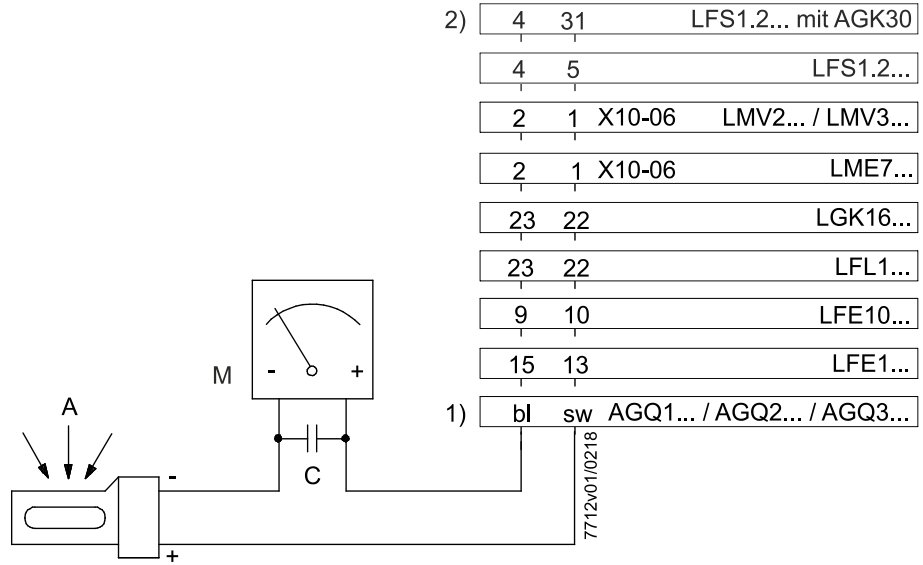 2) 4 31 LFS1.2... mit AGK30
4 5 LFS1.2...
2 1 X10-06 LMV2... / LMV3...
2 1 X10-06 LME7...
23 22 LGK16...
23 22 LFL1...
9 10 LFE10...
15 13 LFE1...
1) bl sw AGQ1... / AGQ2... / AGQ3...
M - +
A
C
-
+
7712v01/0218